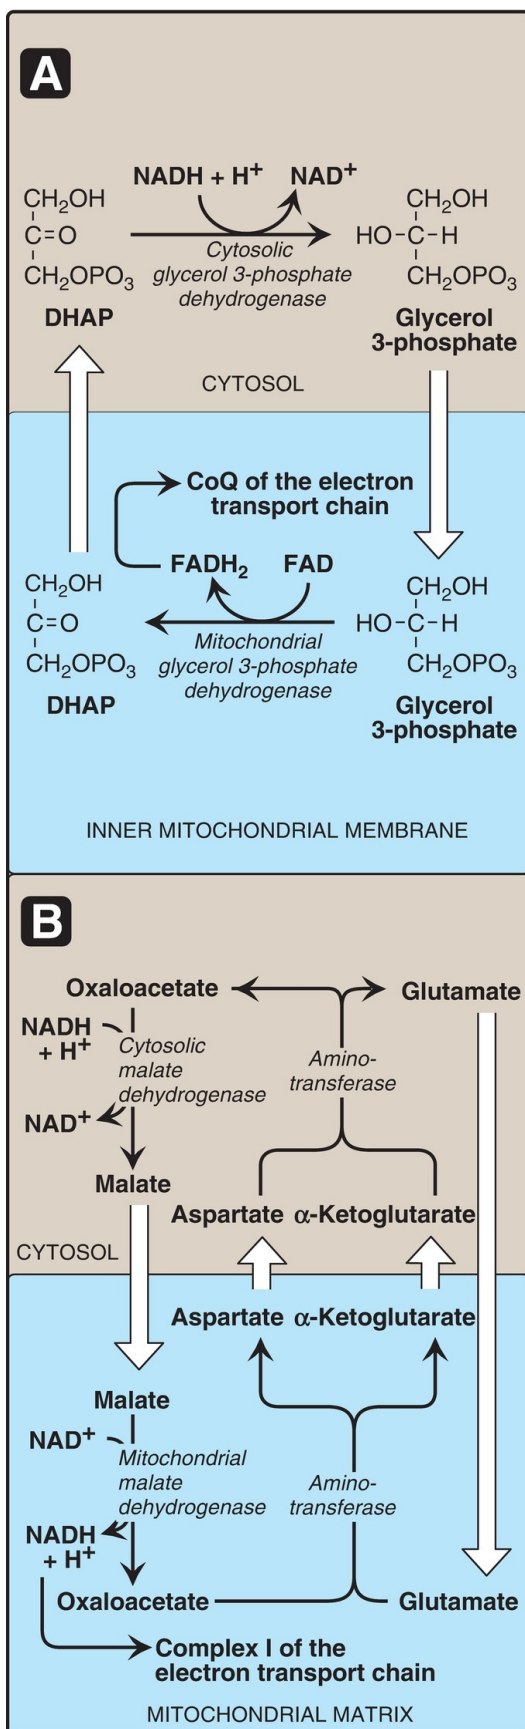 A
NADH + H+ NAD+
CH2OH
C=O
CH2OPO3
DHAP
Cytosolic
glycerol 3-phosphate
dehydrogenase
CH2OH
HO-C-H
CH2OPO3
Glycerol
3-phosphate
CYTOSOL
CoQ of the electron
transport chain
FADH2 FAD
CH2OH
C=O
CH2OPO3
DHAP
Mitochondrial
glycerol 3-phosphate
dehydrogenase
CH2OH
HO-C-H
CH2OPO3
Glycerol
3-phosphate
INNER MITOCHONDRIAL MEMBRANE
B
Oxaloacetate
Glutamate
NADH
+ H+
Cytosolic
malate
dehydrogenase
NAD+
Malate
Amino-
transferase
Aspartate α-Ketoglutarate
CYTOSOL
Aspartate α-Ketoglutarate
Malate
NAD+
Mitochondrial
malate
dehydrogenase
NADH
+ H+
Amino-
transferase
Oxaloacetate
Glutamate
Complex I of the
electron transport chain
MITOCHONDRIAL MATRIX